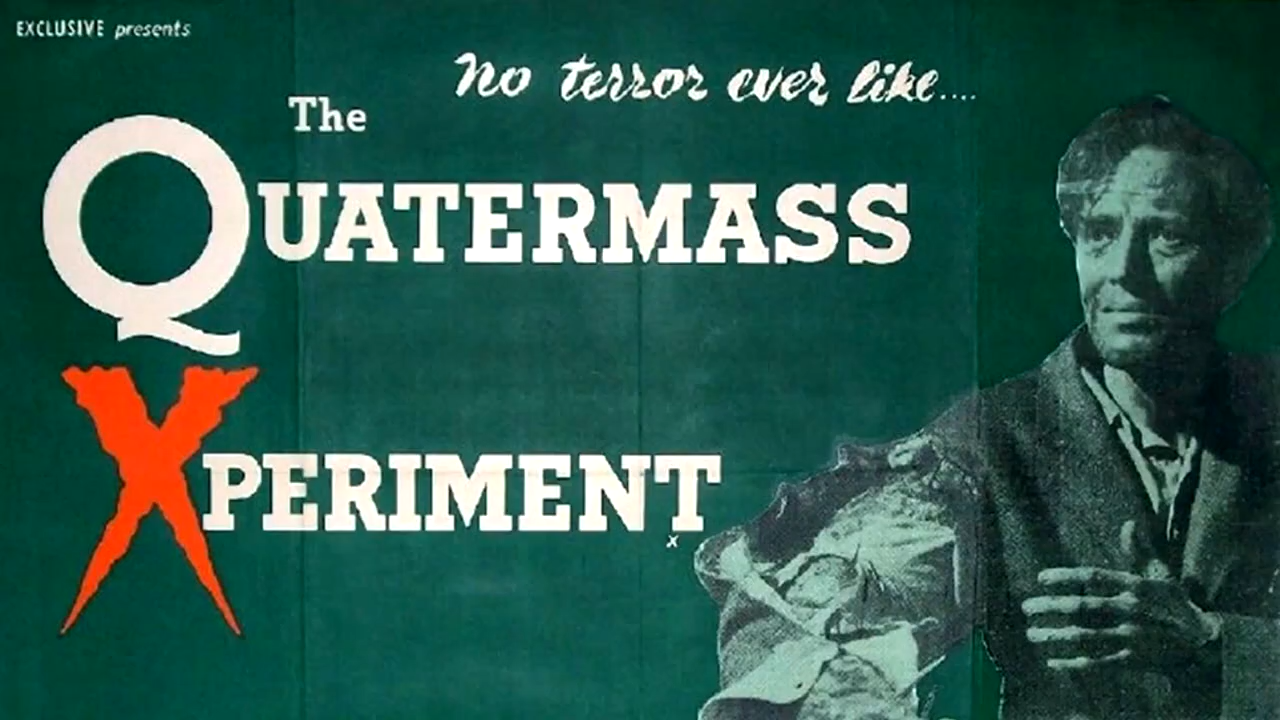 EXCLUSIVE presents
No terror ever like....
The
QUATERMASS
XPERIMENT
x